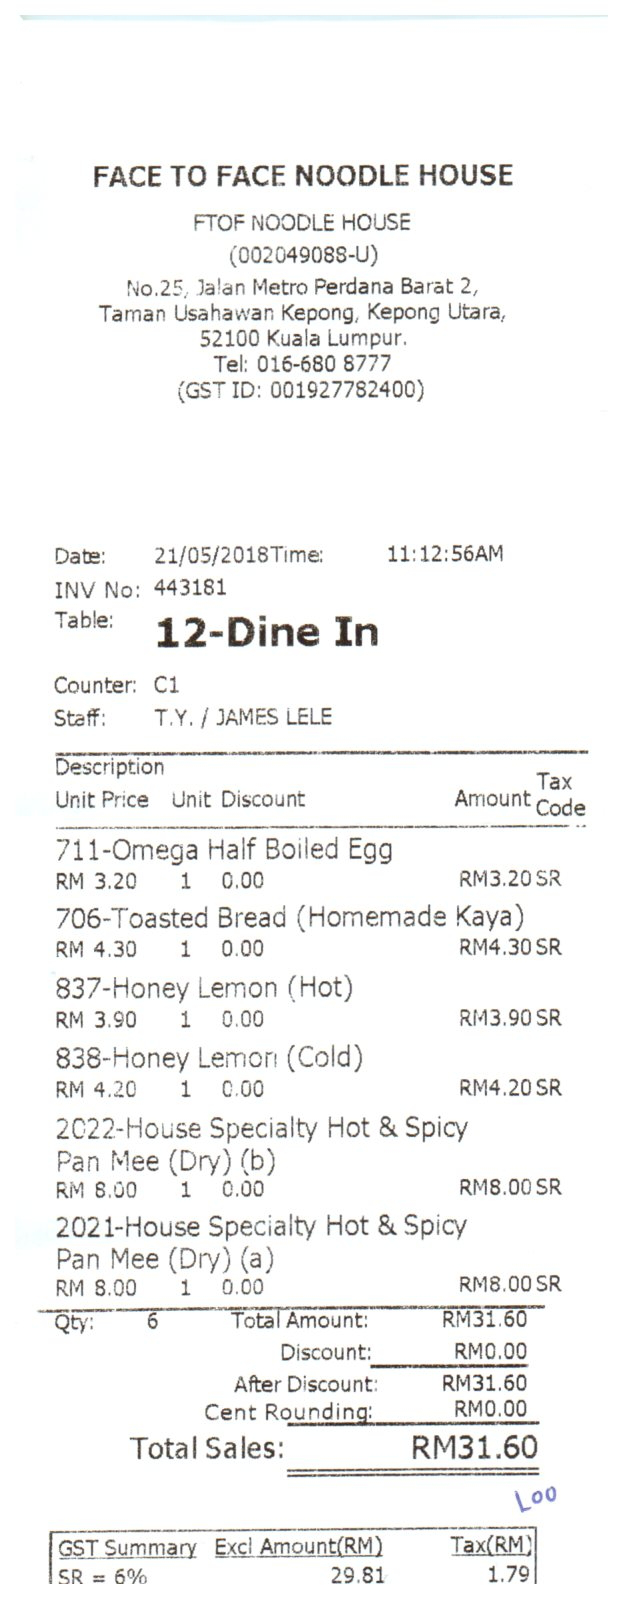 FACE TO FACE NOODLE HOUSE
FTOF NOODLE HOUSE
(002049088-U)
No.25, Jalan Metro Perdana Barat 2,
Taman Usahawan Kepong, Kepong Utara,
52100 Kuala Lumpur.
Tel: 016-680 8777
(GST ID: 001927782400)
Date: 21/05/2018Time: 11:12:56AM
INV No: 443181
Table: 12-Dine In
Counter: C1
Staff: T.Y. / JAMES LELE
Description
Unit Price Unit Discount Amount Tax Code
711-Omega Half Boiled Egg
RM 3.20 1 0.00 RM3.20 SR
706-Toasted Bread (Homemade Kaya)
RM 4.30 1 0.00 RM4.30 SR
837-Honey Lemon (Hot)
RM 3.90 1 0.00 RM3.90 SR
838-Honey Lemon (Cold)
RM 4.20 1 0.00 RM4.20 SR
2022-House Specialty Hot & Spicy
Pan Mee (Dry) (b)
RM 8.00 1 0.00 RM8.00 SR
2021-House Specialty Hot & Spicy
Pan Mee (Dry) (a)
RM 8.00 1 0.00 RM8.00 SR
Qty: 6 Total Amount: RM31.60
Discount: RM0.00
After Discount: RM31.60
Cent Rounding: RM0.00
Total Sales: RM31.60
Loo
GST Summary Excl Amount(RM) Tax(RM)
SR = 6% 29.81 1.79